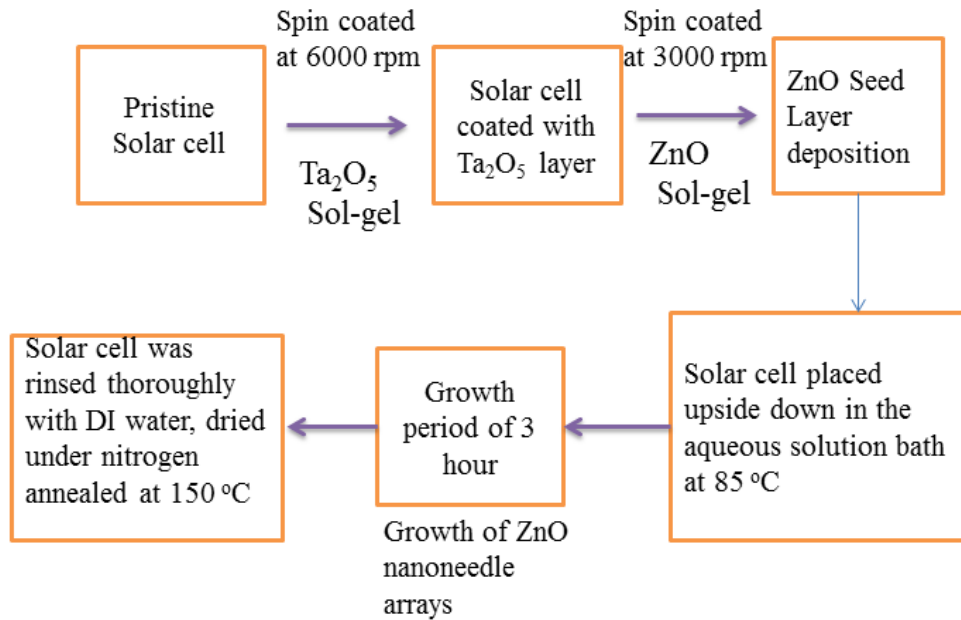 Pristine
Solar cell
Spin coated
at 6000 rpm
Ta₂O₅
Sol-gel
Solar cell
coated with
Ta₂O₅ layer
Spin coated
at 3000 rpm
ZnO
Sol-gel
ZnO Seed
Layer
deposition
Solar cell placed
upside down in the
aqueous solution bath
at 85 ºC
Growth
period of 3
hour
Growth of ZnO
nanoneedle
arrays
Solar cell was
rinsed thoroughly
with DI water, dried
under nitrogen
annealed at 150 ºC